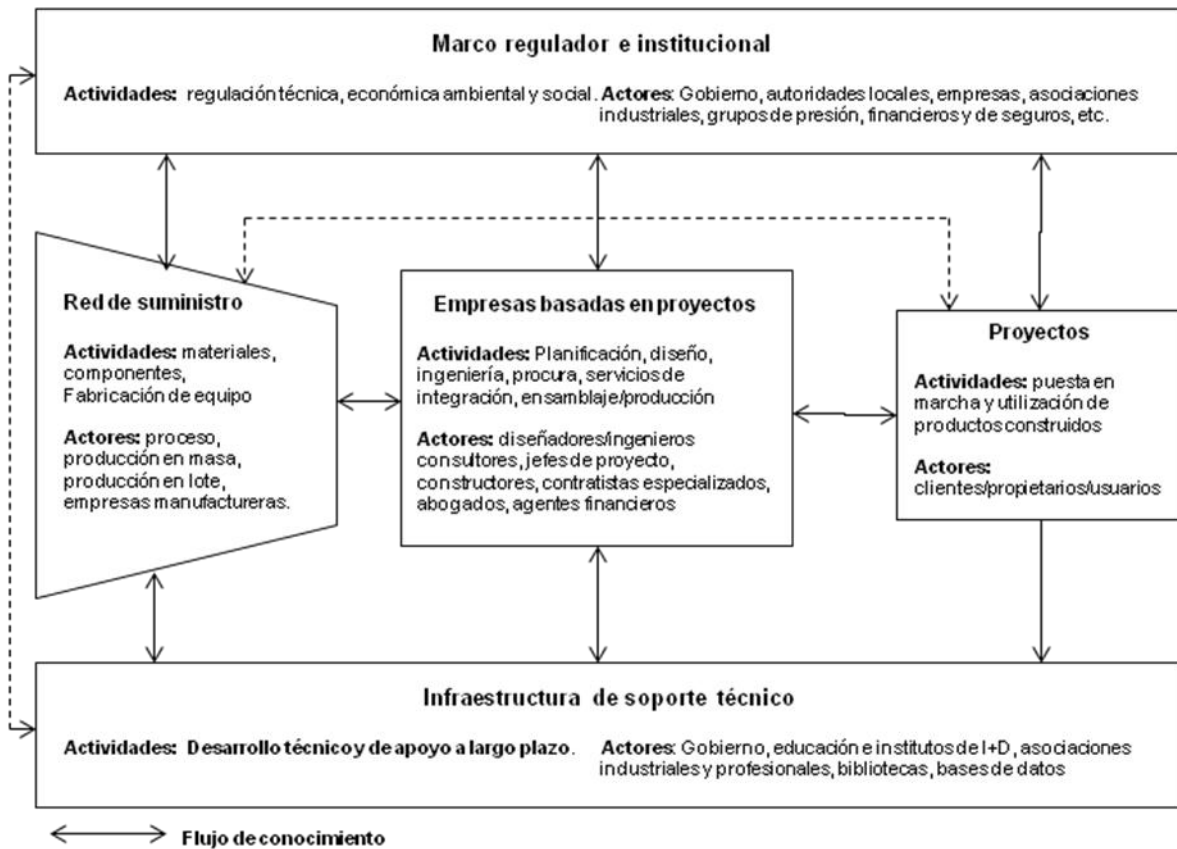 Marco regulador e institucional
Actividades: regulación técnica, económica ambiental y social. Actores: Gobierno, autoridades locales, empresas, asociaciones
industriales, grupos de presión, financieros y de seguros, etc.
Red de suministro
Actividades: materiales,
componentes,
Fabricación de equipo
Actores: proceso,
producción en masa,
producción en lote,
empresas manufactureras.
Empresas basadas en proyectos
Actividades: Planificación, diseño,
ingeniería, procura, servicios de
integración, ensamblaje/producción
Actores: diseñadores/ingenieros
consultores, jefes de proyecto,
constructores, contratistas especializados,
abogados, agentes financieros
Proyectos
Actividades: puesta en
marcha y utilización de
productos construidos
Actores:
clientes/propietarios/usuarios
Infraestructura de soporte técnico
Actividades: Desarrollo técnico y de apoyo a largo plazo. Actores: Gobierno, educación e institutos de I+D, asociaciones
industriales y profesionales, bibliotecas, bases de datos
Flujo de conocimiento